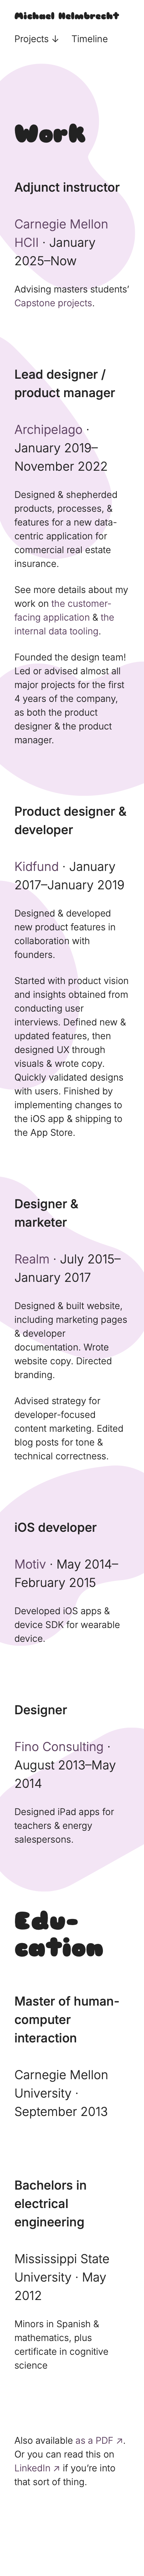 Michael Helmbrecht
Projects ↓ Timeline
Work
Adjunct instructor
Carnegie Mellon
HCII · January
2025–Now
Advising masters students’
Capstone projects.
Lead designer /
product manager
Archipelago ·
January 2019–
November 2022
Designed & shepherded
products, processes, &
features for a new data-
centric application for
commercial real estate
insurance.
See more details about my
work on the customer-
facing application & the
internal data tooling.
Founded the design team!
Led or advised almost all
major projects for the first
4 years of the company,
as both the product
designer & the product
manager.
Product designer &
developer
Kidfund · January
2017–January 2019
Designed & developed
new product features in
collaboration with
founders.
Started with product vision
and insights obtained from
conducting user
interviews. Defined new &
updated features, then
designed UX through
visuals & wrote copy.
Quickly validated designs
with users. Finished by
implementing changes to
the iOS app & shipping to
the App Store.
Designer &
marketer
Realm · July 2015–
January 2017
Designed & built website,
including marketing pages
& developer
documentation. Wrote
website copy. Directed
branding.
Advised strategy for
developer-focused
content marketing. Edited
blog posts for tone &
technical correctness.
iOS developer
Motiv · May 2014–
February 2015
Developed iOS apps &
device SDK for wearable
device.
Designer
Fino Consulting ·
August 2013–May
2014
Designed iPad apps for
teachers & energy
salespersons.
Edu-
cation
Master of human-
computer
interaction
Carnegie Mellon
University ·
September 2013
Bachelors in
electrical
engineering
Mississippi State
University · May
2012
Minors in Spanish &
mathematics, plus
certificate in cognitive
science
Also available as a PDF ↗.
Or you can read this on
LinkedIn ↗ if you’re into
that sort of thing.